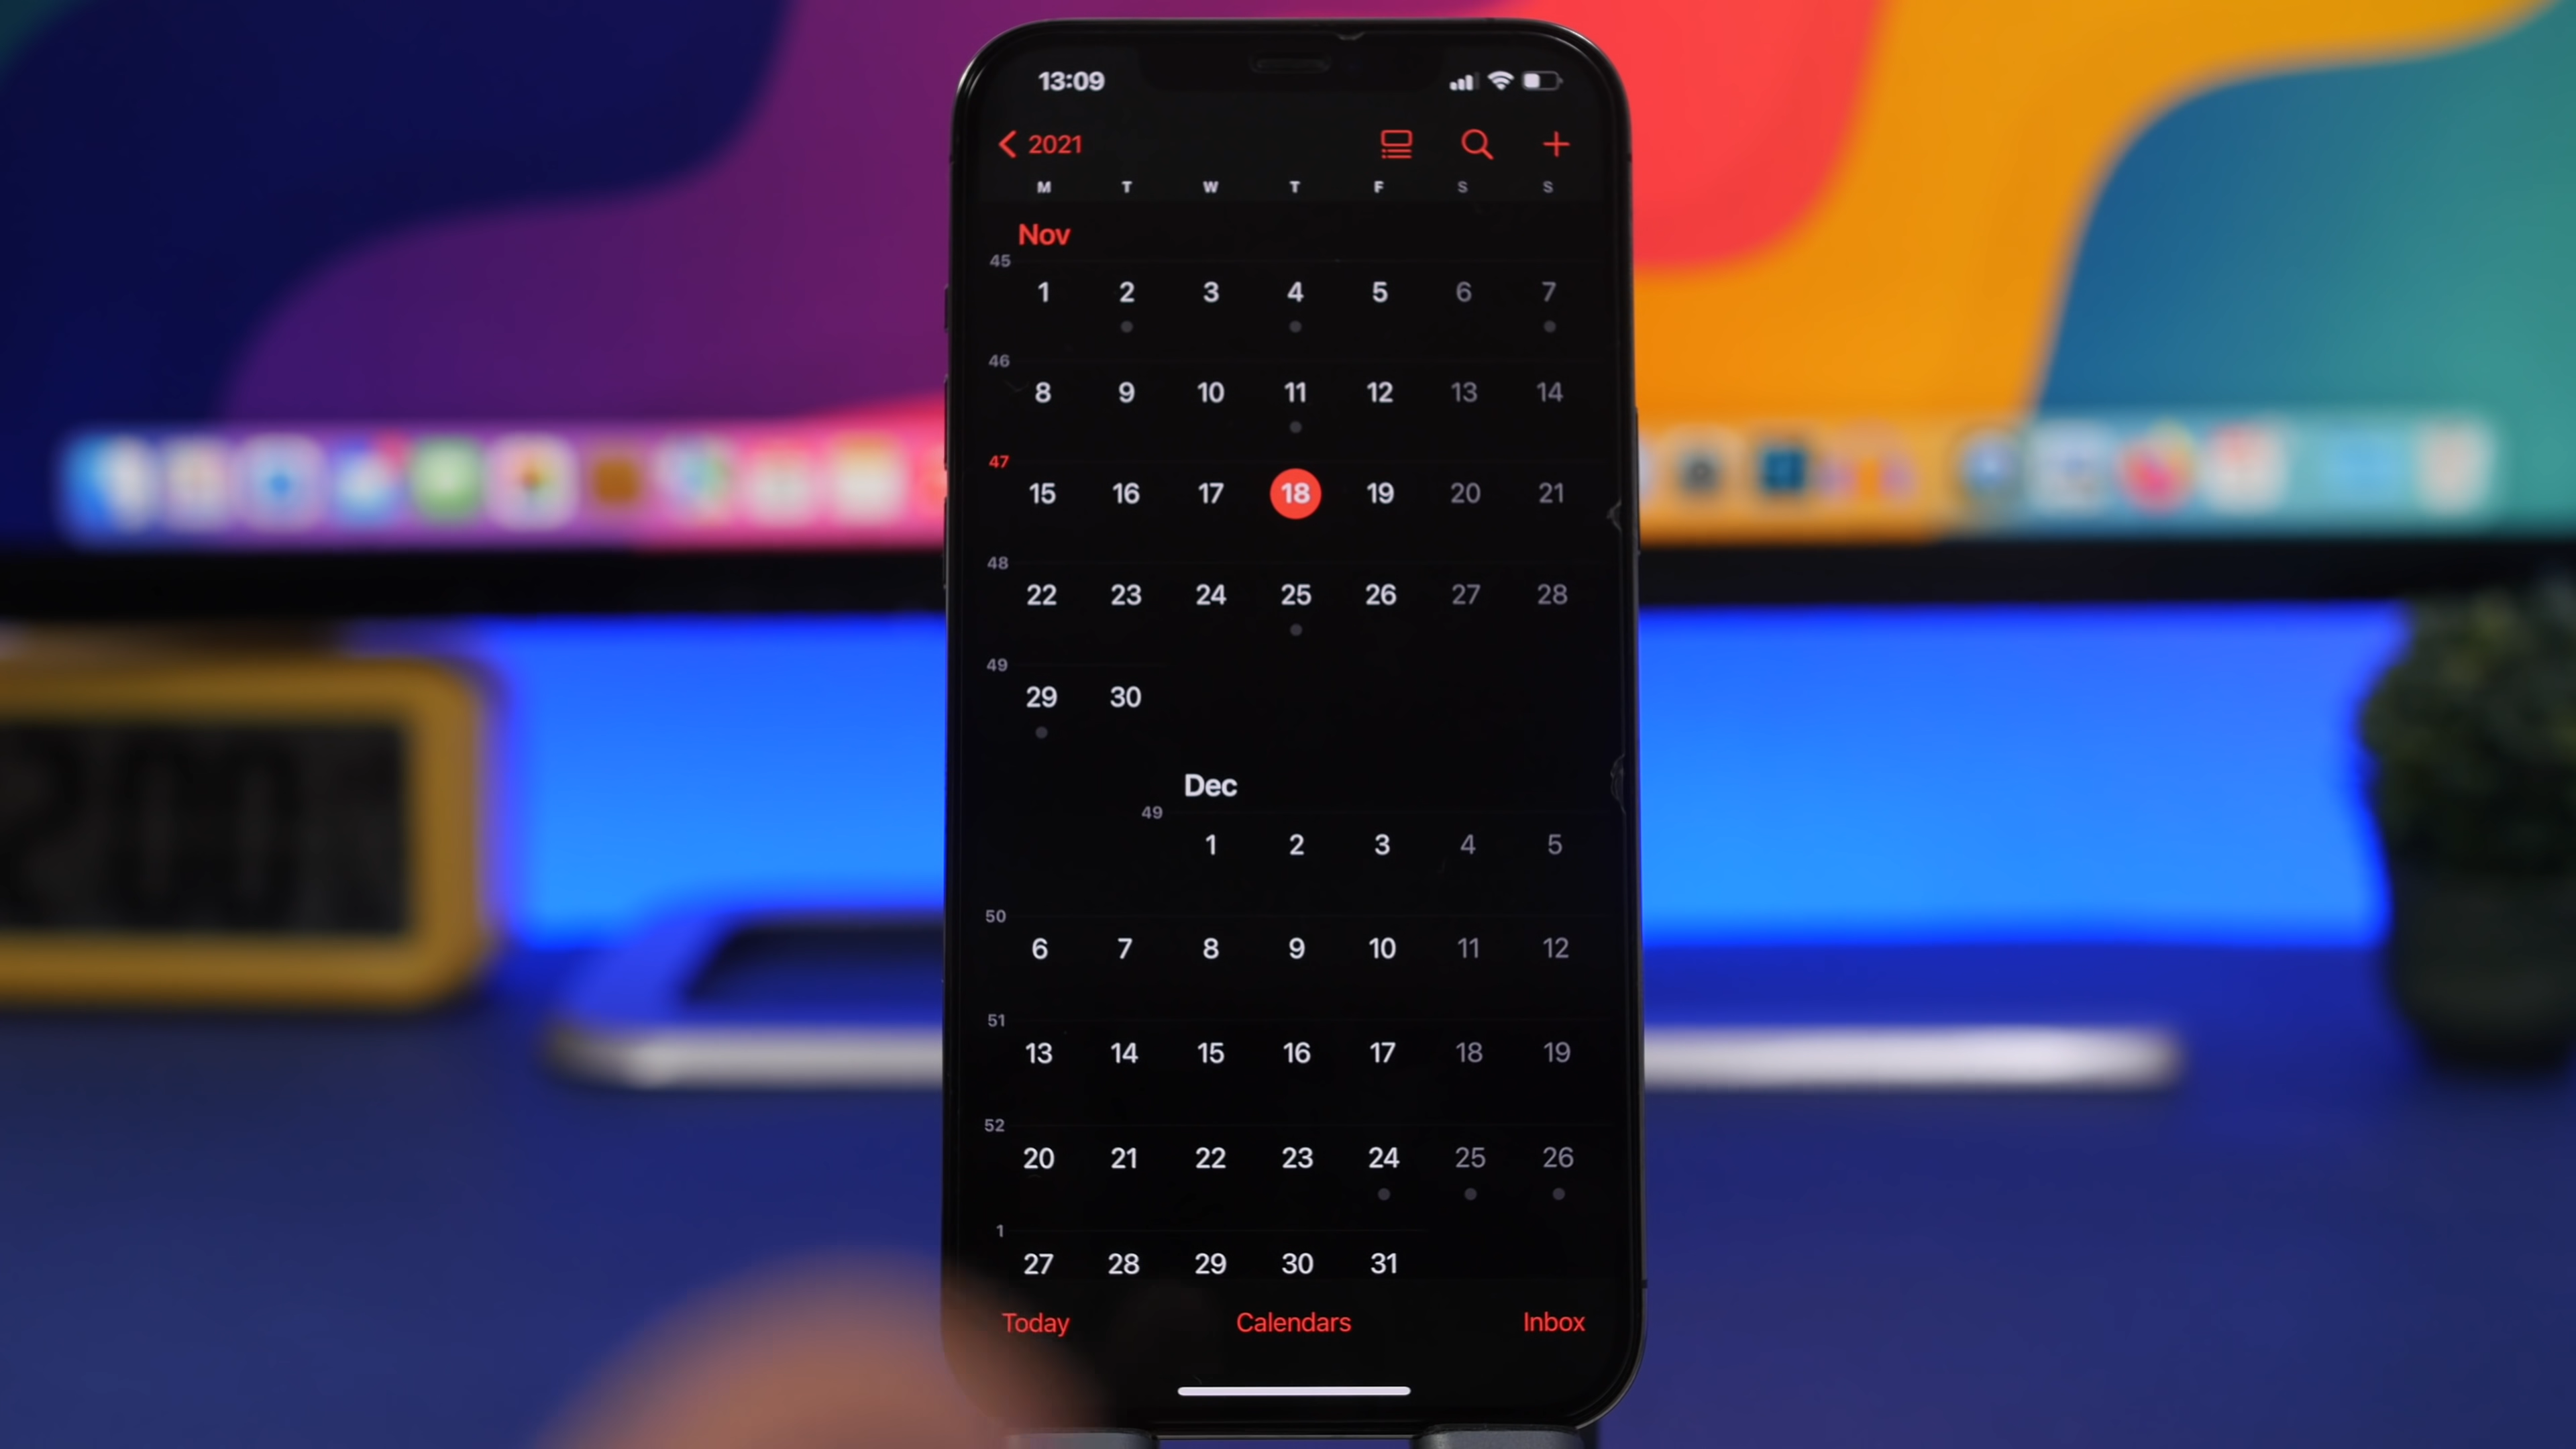 13:09
2021
M T W T F S S
Nov
45
1 2 3 4 5 6 7
46
8 9 10 11 12 13 14
47
15 16 17 18 19 20 21
48
22 23 24 25 26 27 28
49
29 30
Dec
49
1 2 3 4 5
50
6 7 8 9 10 11 12
51
13 14 15 16 17 18 19
52
20 21 22 23 24 25 26
1
27 28 29 30 31
Today Calendars Inbox